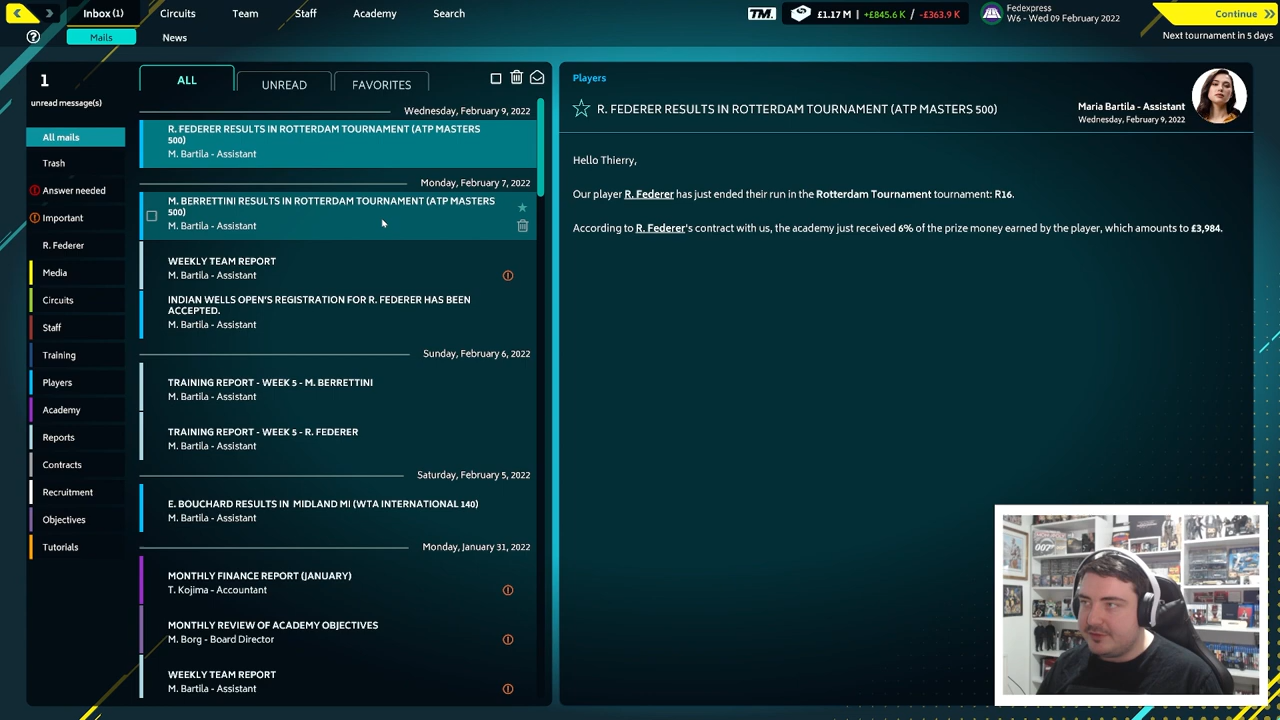 Inbox (1)
Circuits
Team
Staff
Academy
Search
TM.
£1.17 M | +£845.6 K / -£363.9 K
Fedexpress
W6 - Wed 09 February 2022
Continue
Next tournament in 5 days
Mails
News
1
unread message(s)
All mails
Trash
Answer needed
Important
R. Federer
Media
Circuits
Staff
Training
Players
Academy
Reports
Contracts
Recruitment
Objectives
Tutorials
ALL
UNREAD
FAVORITES
Wednesday, February 9, 2022
R. FEDERER RESULTS IN ROTTERDAM TOURNAMENT (ATP MASTERS
500)
M. Bartila - Assistant
Monday, February 7, 2022
M. BERRETTINI RESULTS IN ROTTERDAM TOURNAMENT (ATP MASTERS
500)
M. Bartila - Assistant
WEEKLY TEAM REPORT
M. Bartila - Assistant
INDIAN WELLS OPEN'S REGISTRATION FOR R. FEDERER HAS BEEN
ACCEPTED.
M. Bartila - Assistant
Sunday, February 6, 2022
TRAINING REPORT - WEEK 5 - M. BERRETTINI
M. Bartila - Assistant
TRAINING REPORT - WEEK 5 - R. FEDERER
M. Bartila - Assistant
Saturday, February 5, 2022
E. BOUCHARD RESULTS IN MIDLAND MI (WTA INTERNATIONAL 140)
M. Bartila - Assistant
Monday, January 31, 2022
MONTHLY FINANCE REPORT (JANUARY)
T. Kojima - Accountant
MONTHLY REVIEW OF ACADEMY OBJECTIVES
M. Borg - Board Director
WEEKLY TEAM REPORT
M. Bartila - Assistant
Players
R. FEDERER RESULTS IN ROTTERDAM TOURNAMENT (ATP MASTERS 500)
Maria Bartila - Assistant
Wednesday, February 9, 2022
Hello Thierry,
Our player R. Federer has just ended their run in the Rotterdam Tournament tournament: R16.
According to R. Federer's contract with us, the academy just received 6% of the prize money earned by the player, which amounts to £3,984.
007